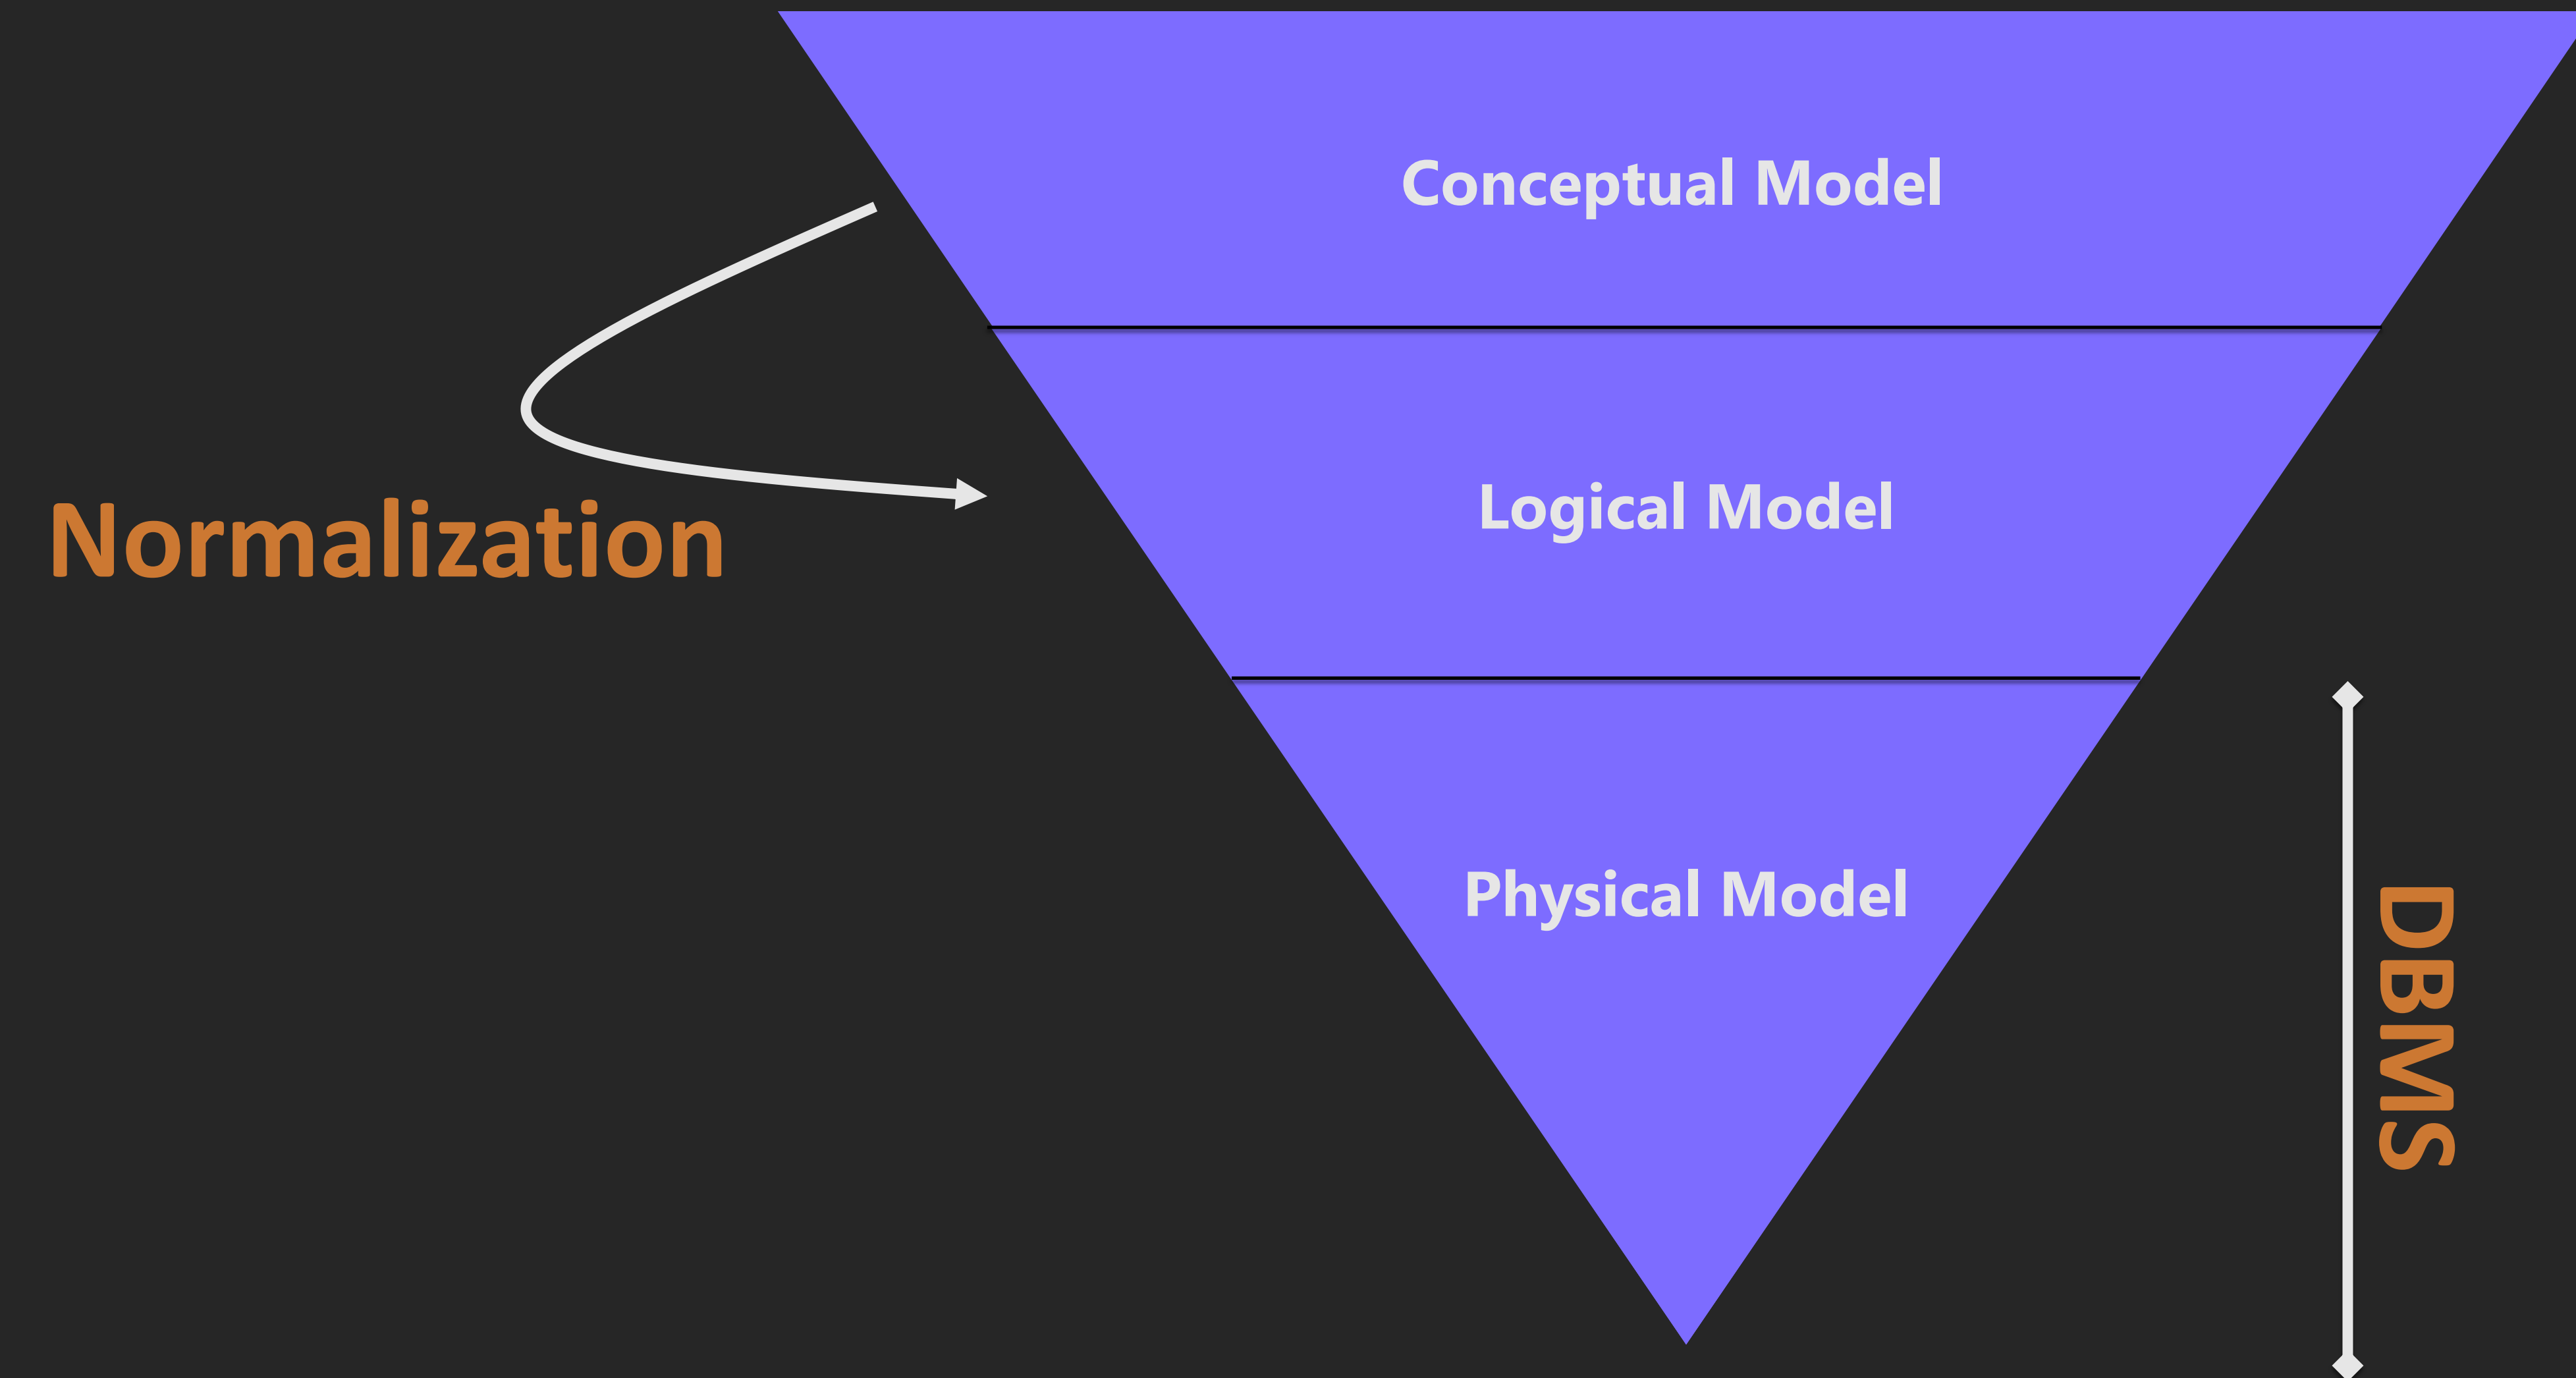 Conceptual Model
Normalization
Logical Model
Physical Model
DBMS